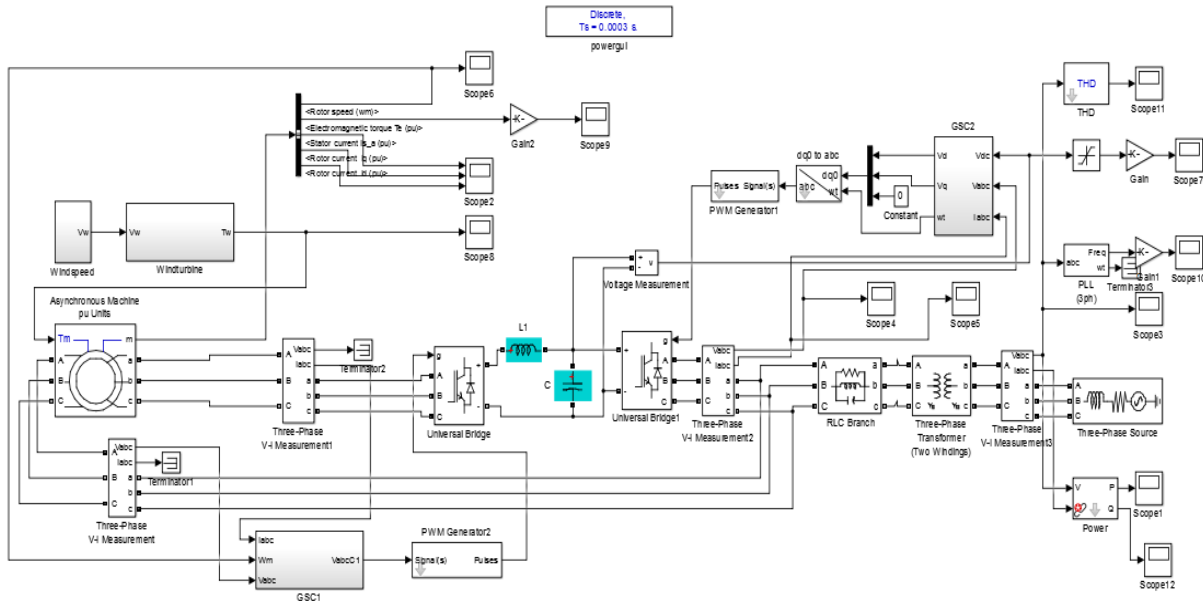 Discrete,
Ts = 0.0003 s.
powergui
Scope6
<Rotor speed (wm)>
<Electromagnetic torque Te (pu)>
<Stator current is_a (pu)>
<Rotor current iq (pu)>
<Rotor current id (pu)>
-K-
Gain2
Scope9
Scope2
THD
THD
Scope11
GSC2
Vd
Vq
wt
Vdc
Vabc
Iabc
dq0 to abc
dq0
abc
wt
0
Constant
Pulses Signal(s)
PWM Generator1
-K-
Gain
Scope7
Vw
Windspeed
Vw
Tw
Windturbine
Scope8
+
-
v
Voltage Measurement
abc
Freq
wt
PLL
(3ph)
Terminator3
-K-
Gain1
Scope10
Scope3
Scope4
Scope5
Asynchronous Machine
pu Units
Tm
m
A
B
C
a
b
c
Vabc
Iabc
A
B
C
a
b
c
Three-Phase
V-I Measurement1
Terminator2
g
A
B
C
+
-
Universal Bridge
L1
C
g
+
-
A
B
C
Universal Bridge1
Vabc
Iabc
A
B
C
a
b
c
Three-Phase
V-I Measurement2
A
B
C
a
b
c
RLC Branch
A
B
C
a
b
c
Three-Phase
Transformer
(Two Windings)
Vabc
Iabc
A
B
C
a
b
c
Three-Phase
V-I Measurement3
A
B
C
Three-Phase Source
Vabc
Iabc
A
B
C
a
b
c
Three-Phase
V-I Measurement
Terminator1
Iabc
Wm
Vabc
VabcC1
GSC1
PWM Generator2
Signal(s)
Pulses
V
P
Q
Power
Scope1
Scope12